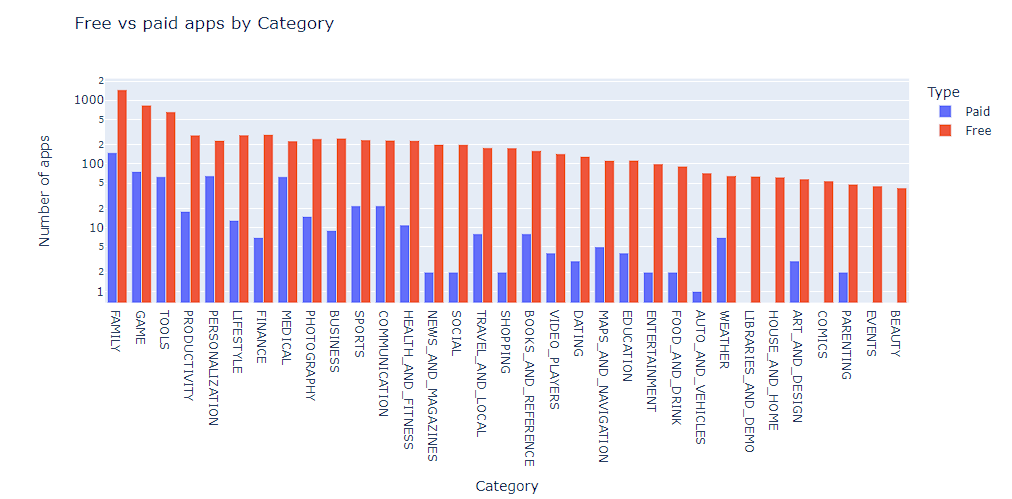 Free vs paid apps by Category
Number of apps
2
1000
5
2
100
5
2
10
5
2
1
Type
Paid
Free
FAMILY
GAME
TOOLS
PRODUCTIVITY
PERSONALIZATION
LIFESTYLE
FINANCE
MEDICAL
PHOTOGRAPHY
BUSINESS
SPORTS
COMMUNICATION
HEALTH_AND_FITNESS
NEWS_AND_MAGAZINES
SOCIAL
TRAVEL_AND_LOCAL
SHOPPING
BOOKS_AND_REFERENCE
VIDEO_PLAYERS
DATING
MAPS_AND_NAVIGATION
EDUCATION
ENTERTAINMENT
FOOD_AND_DRINK
AUTO_AND_VEHICLES
WEATHER
LIBRARIES_AND_DEMO
HOUSE_AND_HOME
ART_AND_DESIGN
COMICS
PARENTING
EVENTS
BEAUTY
Category